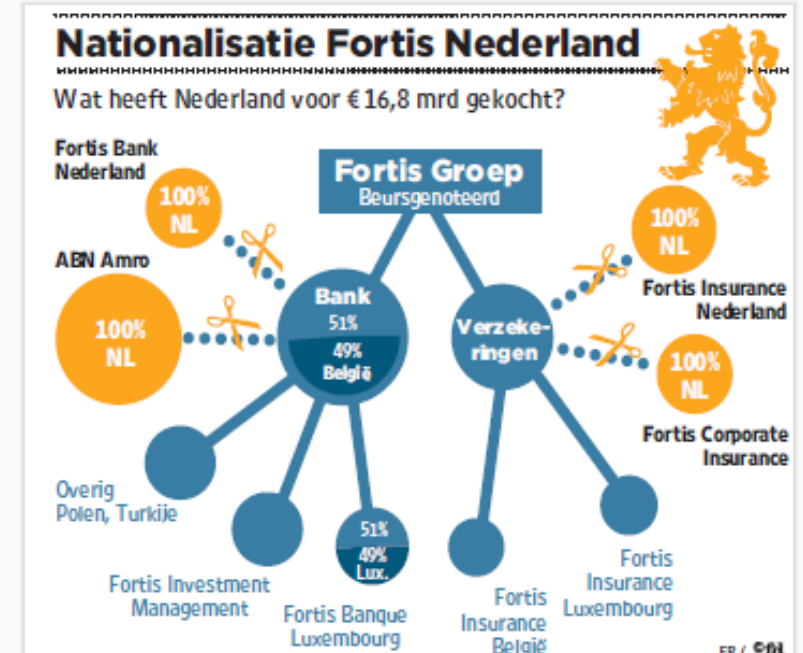 Nationalisatie Fortis Nederland
Wat heeft Nederland voor € 16,8 mrd gekocht?
Fortis Bank
Nederland
100%
NL
Fortis Groep
Beursgenoteerd
100%
NL
ABN Amro
100%
NL
Bank
51%
49%
België
Verzeke-
ringen
Fortis Insurance
Nederland
100%
NL
Fortis Corporate
Insurance
Overig
Polen, Turkije
Fortis Investment
Management
51%
49%
Lux.
Fortis Banque
Luxembourg
Fortis
Insurance
België
Fortis
Insurance
Luxembourg